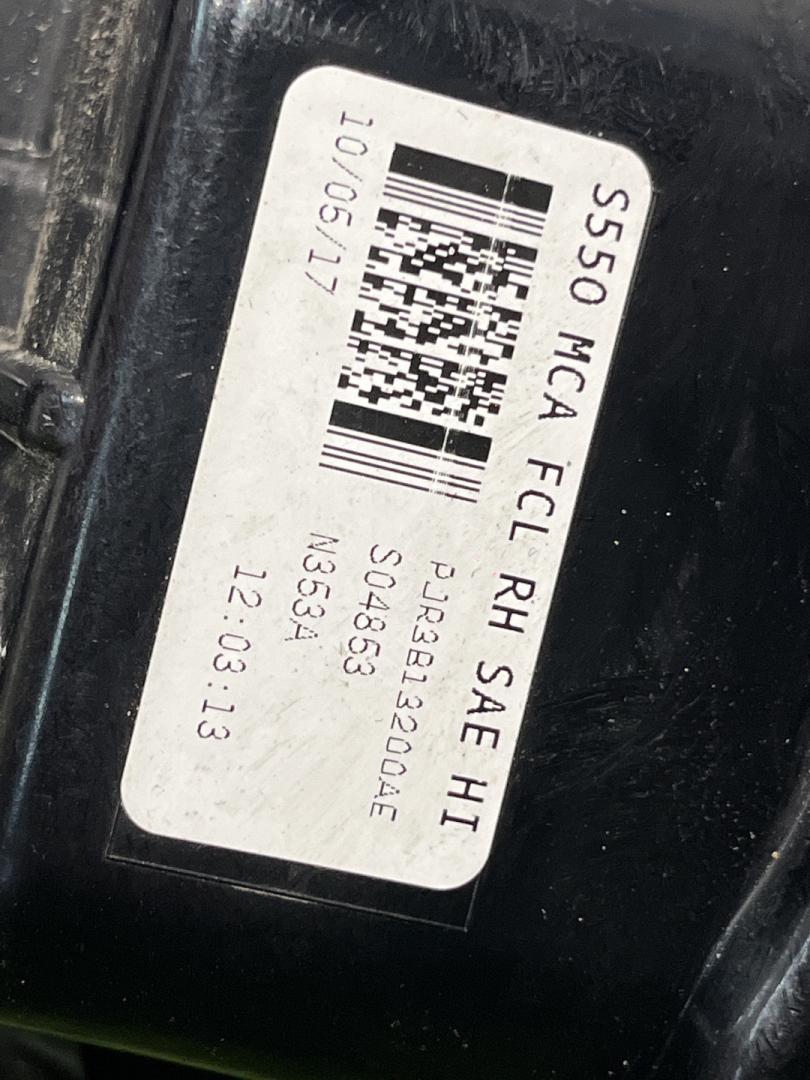 S550 MCA FCL RH SAE HI
PJR3B13200AE
S04853
10/05/17
N353A
12:03:13